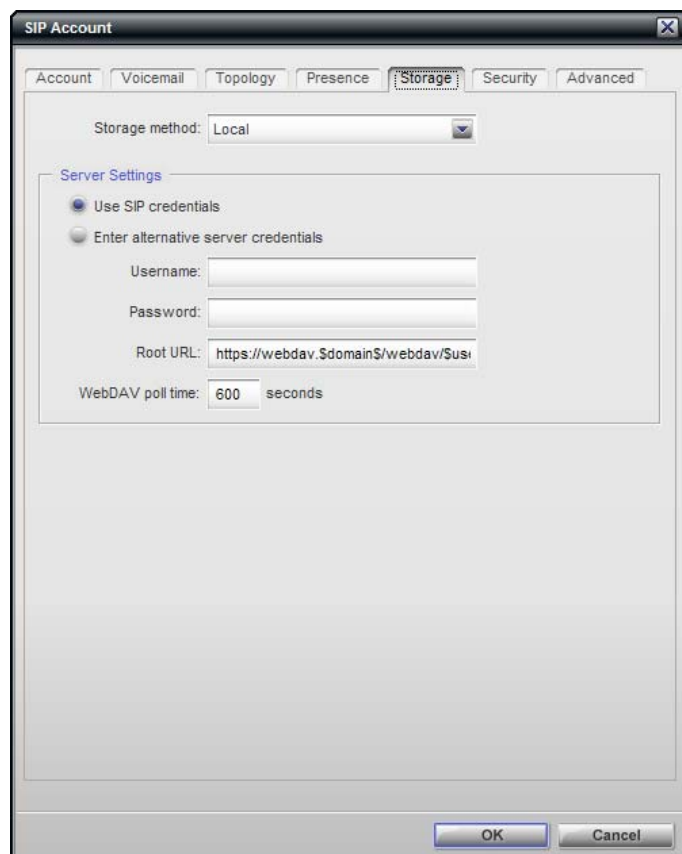 SIP Account
Account Voicemail Topology Presence Storage Security Advanced
Storage method: Local
Server Settings
Use SIP credentials
Enter alternative server credentials
Username:
Password:
Root URL: https://webdav.$domain$/webdav/$use
WebDAV poll time: 600 seconds
OK Cancel